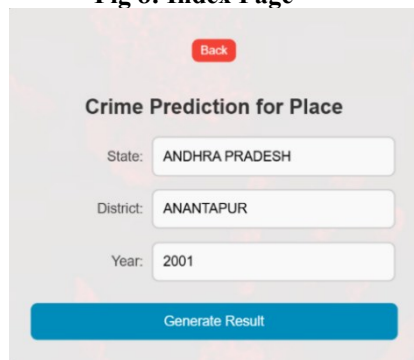 Fig 8: Index Page
Back
Crime Prediction for Place
State: ANDHRA PRADESH
District: ANANTAPUR
Year: 2001
Generate Result